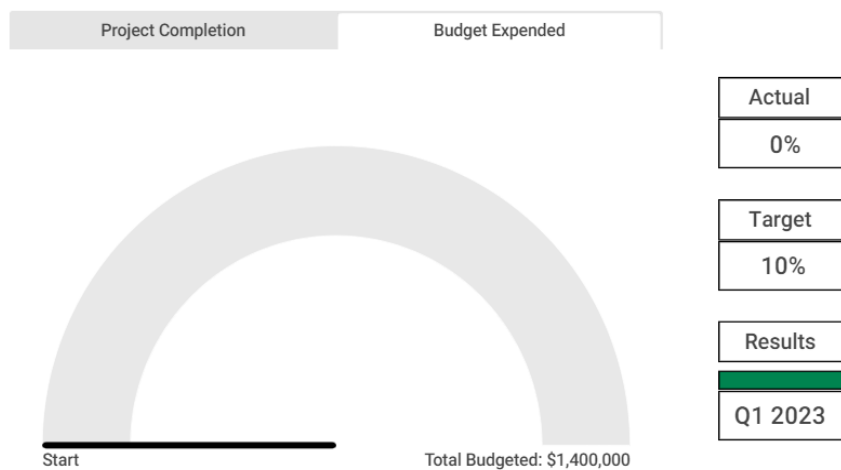 Project Completion
Budget Expended
Actual
0%
Target
10%
Results
Q1 2023
Start
Total Budgeted: $1,400,000